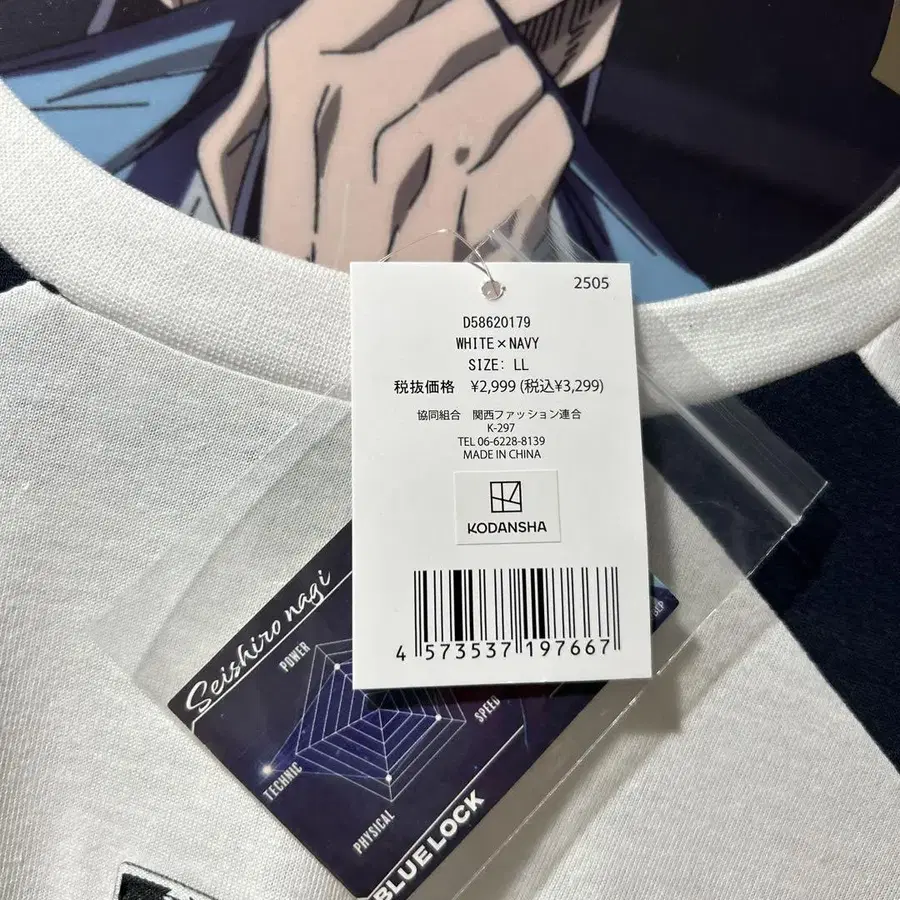 2505
D58620179
WHITE×NAVY
SIZE: LL
税抜価格 ¥2,999 (税込¥3,299)
協同組合 関西ファッション連合
K-297
TEL 06-6228-8139
MADE IN CHINA
KODANSHA
4 573537 197667
Seishiro nagi
POWER
SPEED
TECHNIC
PHYSICAL
BLUE LOCK